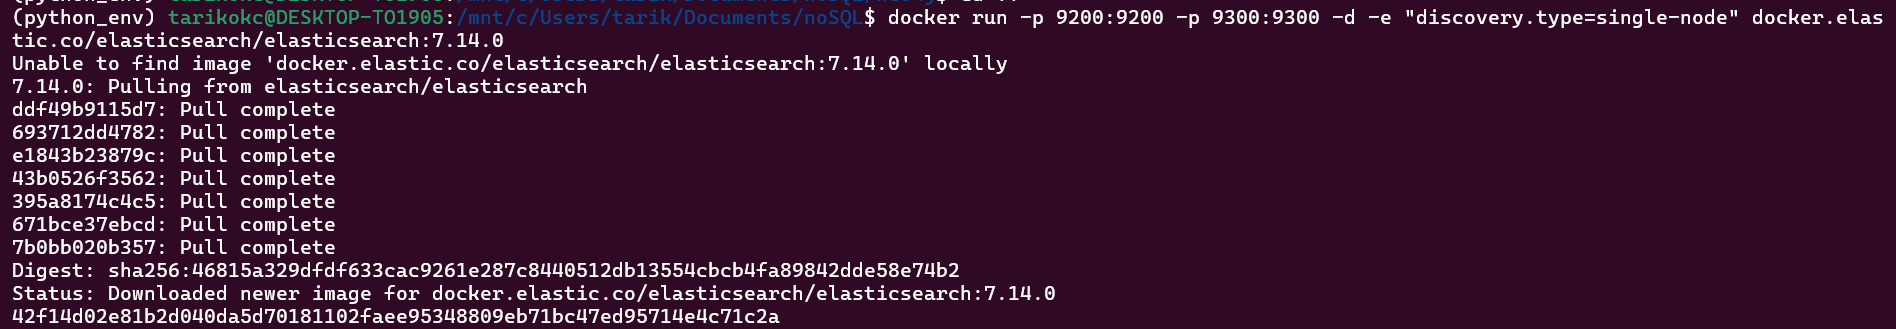 (python_env) tarikokc@DESKTOP-TO1905:/mnt/c/Users/tarik/Documents/noSQL$ docker run -p 9200:9200 -p 9300:9300 -d -e "discovery.type=single-node" docker.elas
tic.co/elasticsearch/elasticsearch:7.14.0
Unable to find image 'docker.elastic.co/elasticsearch/elasticsearch:7.14.0' locally
7.14.0: Pulling from elasticsearch/elasticsearch
ddf49b9115d7: Pull complete
693712dd4782: Pull complete
e1843b23879c: Pull complete
43b0526f3562: Pull complete
395a8174c4c5: Pull complete
671bce37ebcd: Pull complete
7b0bb020b357: Pull complete
Digest: sha256:46815a329dfdf633cac9261e287c8440512db13554cbcb4fa89842dde58e74b2
Status: Downloaded newer image for docker.elastic.co/elasticsearch/elasticsearch:7.14.0
42f14d02e81b2d040da5d70181102faee95348809eb71bc47ed95714e4c71c2a